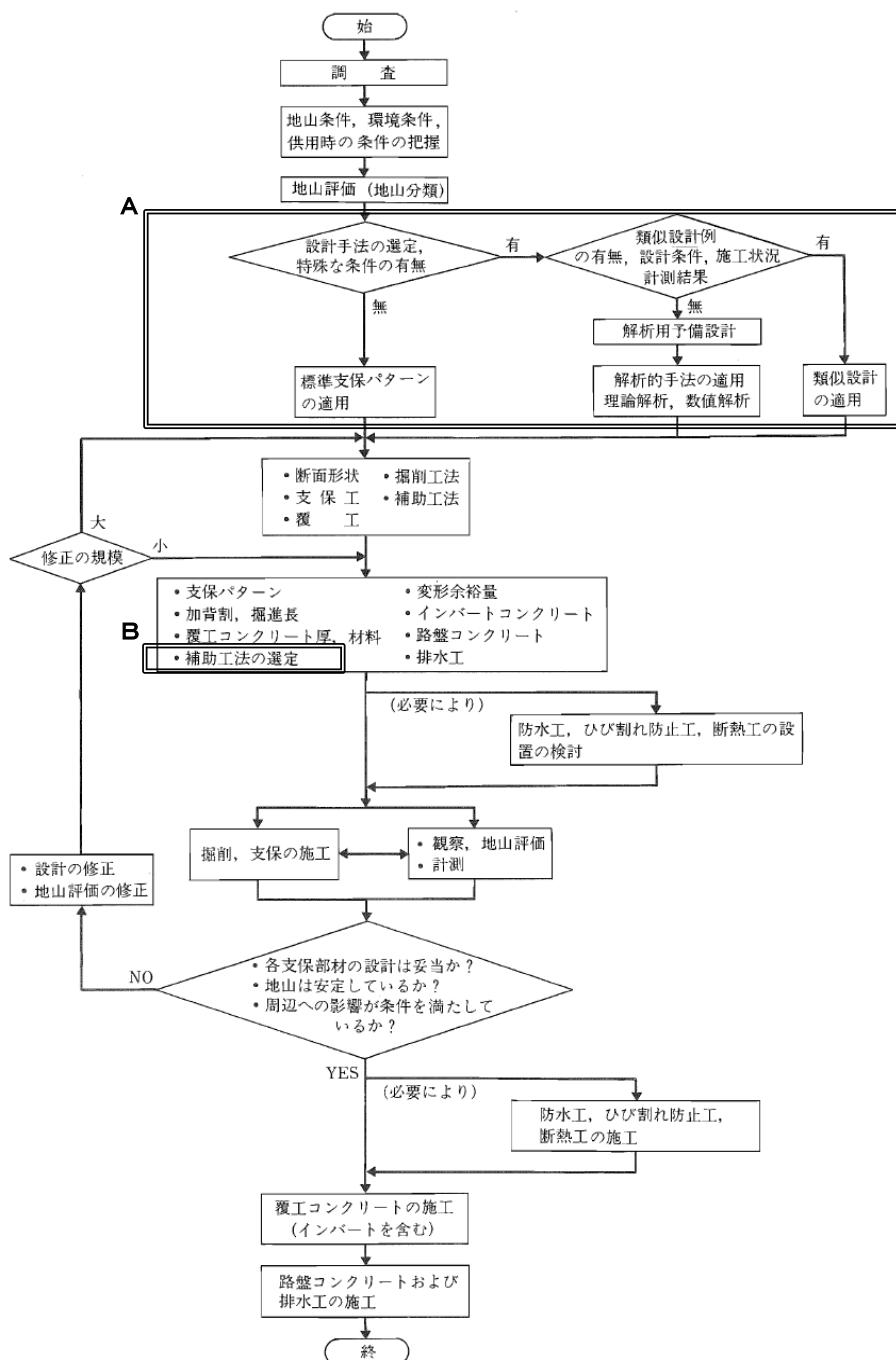 始
調　査
地山条件，環境条件，
供用時の条件の把握
地山評価（地山分類）
A
設計手法の選定，
特殊な条件の有無
有
類似設計例
の有無，設計条件，施工状況
計測結果
有
無
無
解析用予備設計
標準支保パターン
の適用
解析的手法の適用
理論解析，数値解析
類似設計
の適用
• 断面形状　• 掘削工法
• 支保工　• 補助工法
• 覆　工
大
修正の規模
小
• 支保パターン　• 変形余裕量
• 加背割，掘進長　• インバートコンクリート
B
• 覆工コンクリート厚，材料　• 路盤コンクリート
• 補助工法の選定　• 排水工
(必要により)
防水工，ひび割れ防止工，断熱工の設
置の検討
掘削，支保の施工
• 観察，地山評価
• 計測
• 設計の修正
• 地山評価の修正
NO
• 各支保部材の設計は妥当か？
• 地山は安定しているか？
• 周辺への影響が条件を満たして
いるか？
YES
(必要により)
防水工，ひび割れ防止工，
断熱工の施工
覆工コンクリートの施工
(インバートを含む)
路盤コンクリートおよび
排水工の施工
終